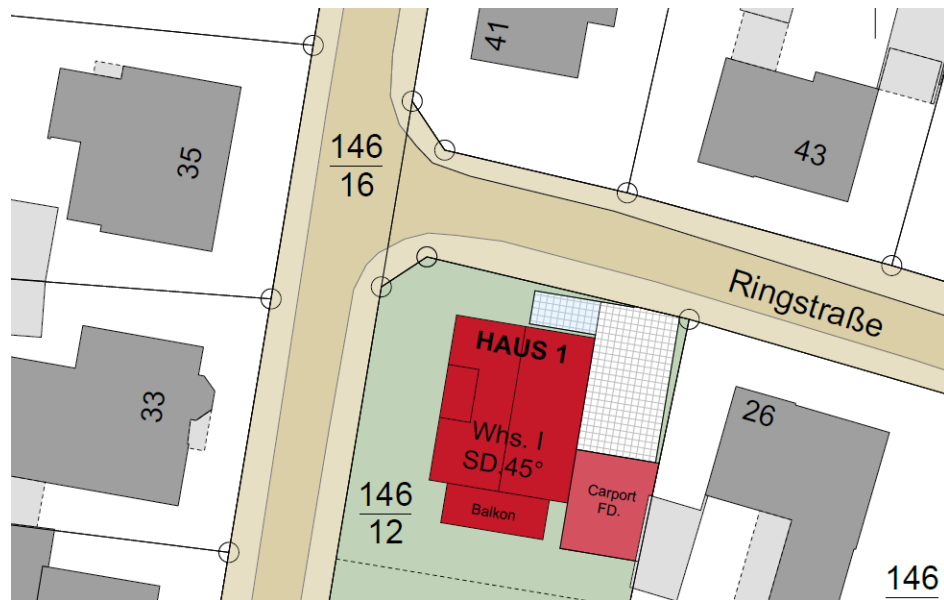 41
35
146
16
43
Ringstraße
HAUS 1
33
Whs. I
SD.45°
26
146
12
Balkon
Carport
FD.
146